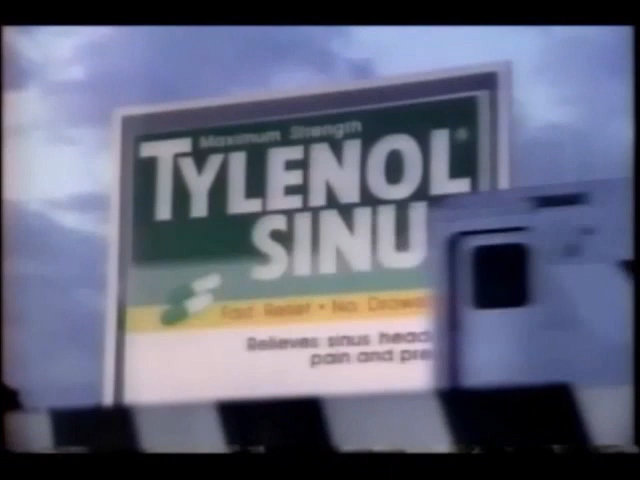 Maximum Strength
TYLENOL®
SINU
Fast Relief • No Drows
Relieves sinus head
pain and pre